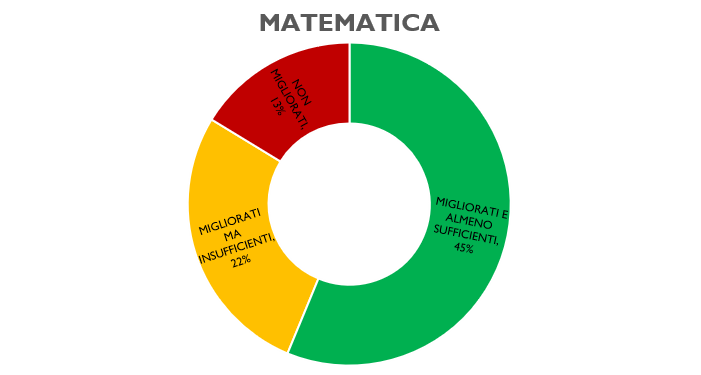 MATEMATICA
NON
MIGLIORATI,
13%
MIGLIORATI E
ALMENO
SUFFICIENTI,
45%
MIGLIORATI
MA
INSUFFICIENTI,
22%